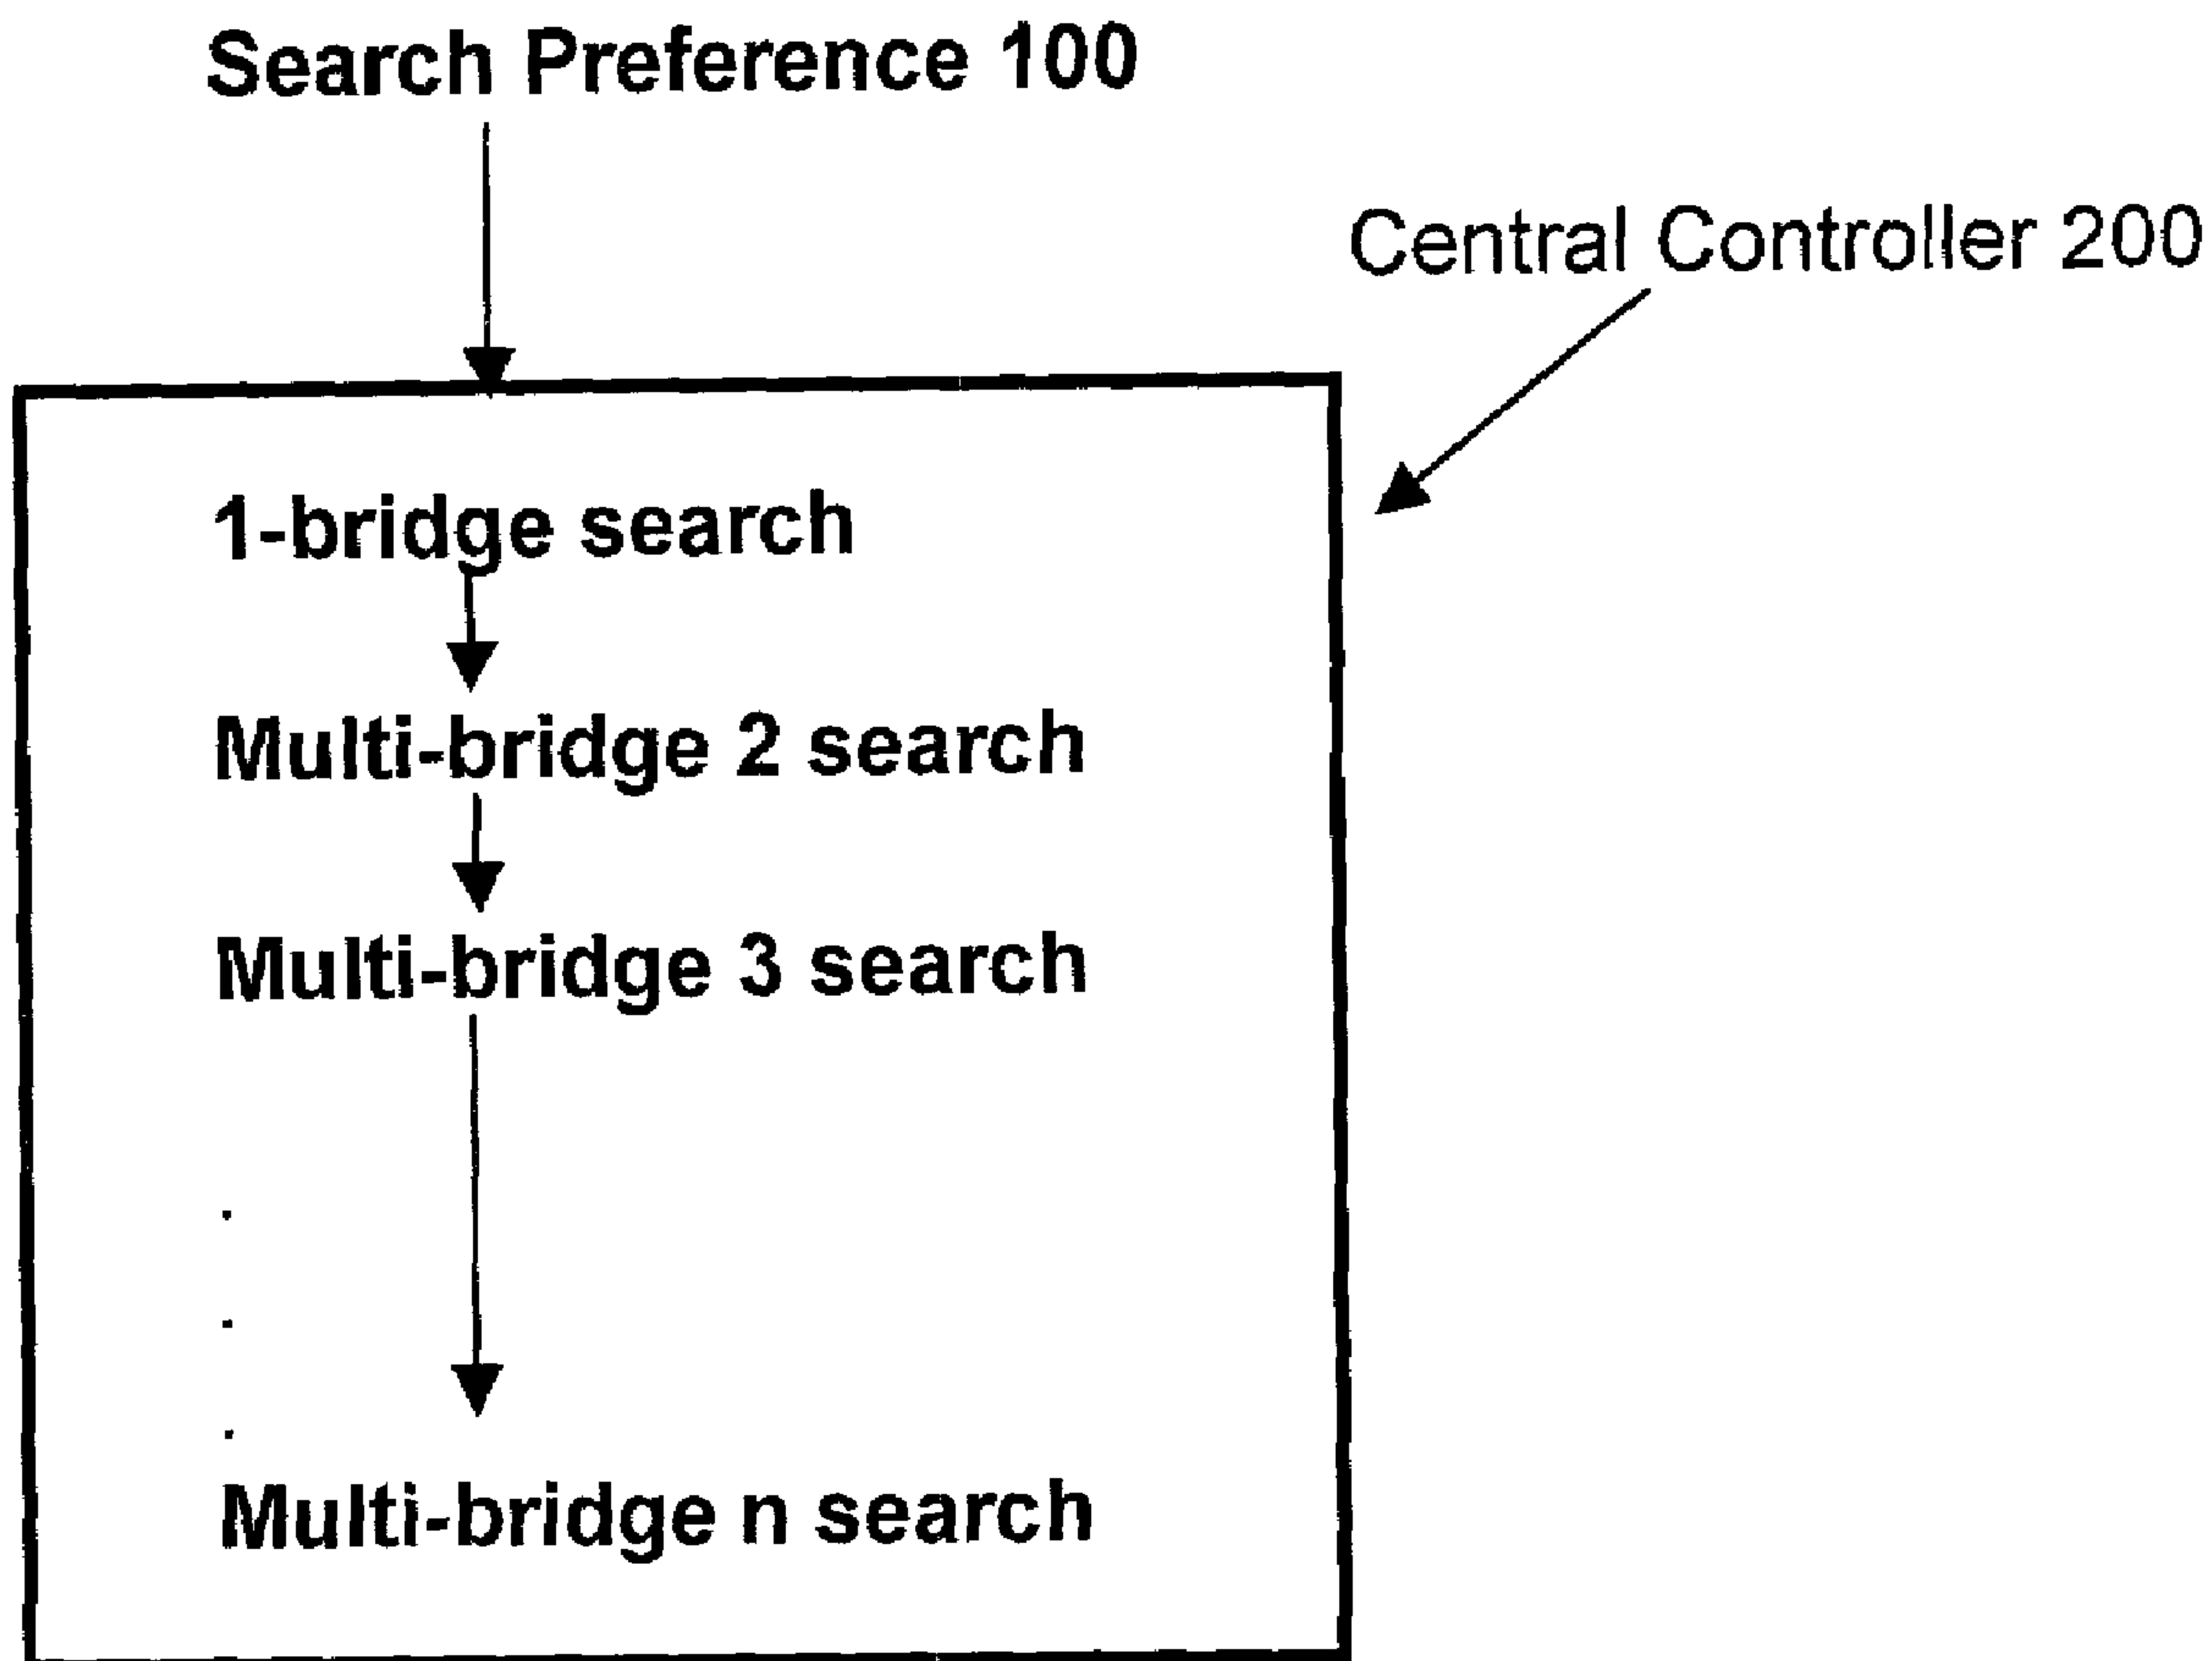 Search Preference 100
Central Controller 200
1-bridge search
Multi-bridge 2 search
Multi-bridge 3 search
.
.
.
Multi-bridge n search